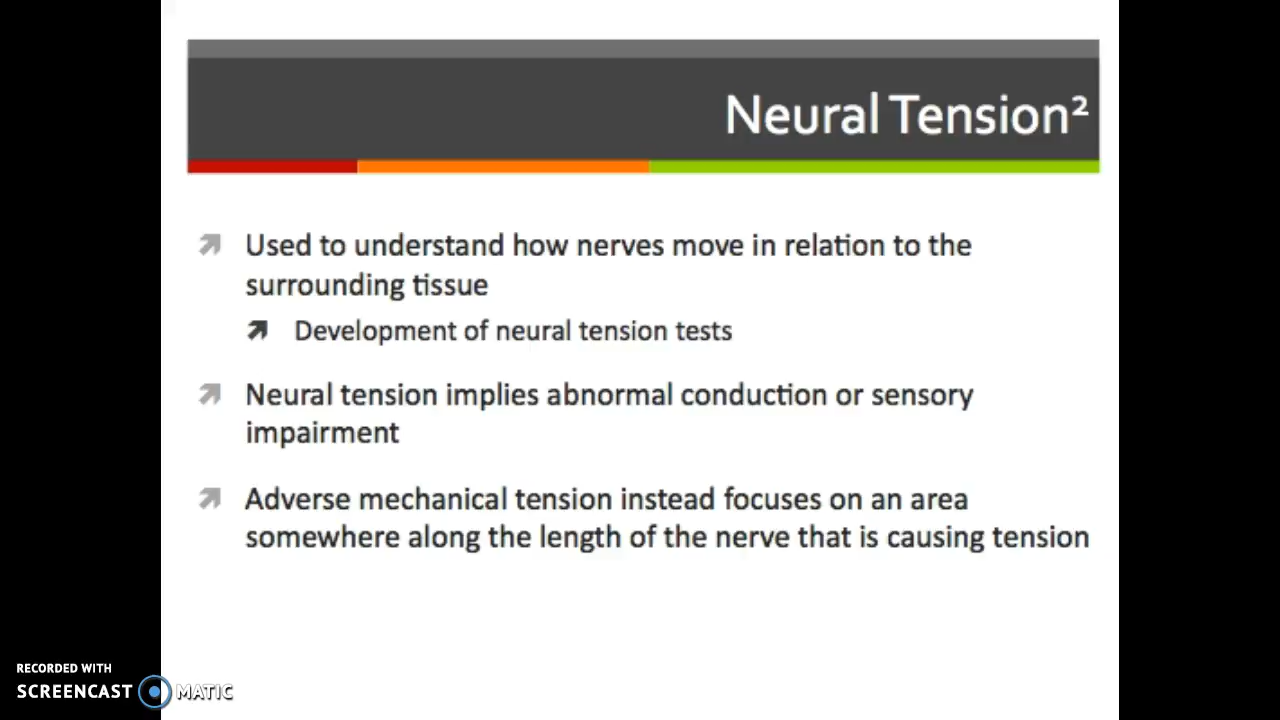 Neural Tension²
Used to understand how nerves move in relation to the
surrounding tissue
Development of neural tension tests
Neural tension implies abnormal conduction or sensory
impairment
Adverse mechanical tension instead focuses on an area
somewhere along the length of the nerve that is causing tension
RECORDED WITH
SCREENCAST MATIC